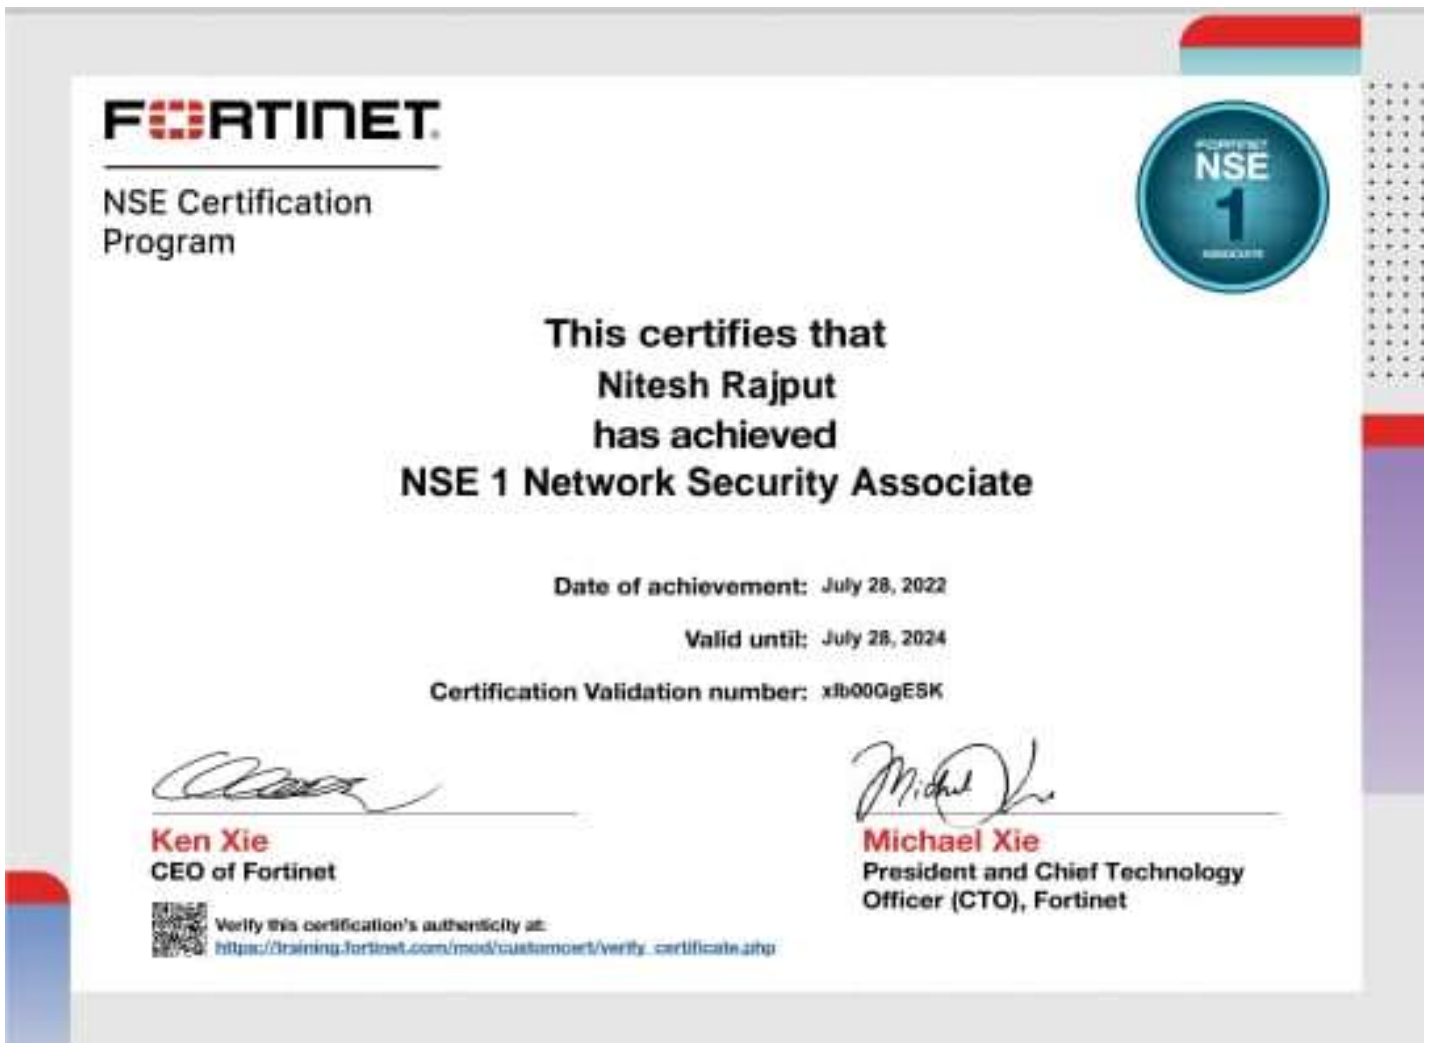 FORTINET
NSE Certification
Program
FORTINET
NSE
1
ASSOCIATE
This certifies that
Nitesh Rajput
has achieved
NSE 1 Network Security Associate
Date of achievement: July 28, 2022
Valid until: July 28, 2024
Certification Validation number: xIb00GgESK
Ken Xie
CEO of Fortinet
Michael Xie
President and Chief Technology
Officer (CTO), Fortinet
Verify this certification's authenticity at:
https://training.fortinet.com/mod/customcert/verify_certificate.php